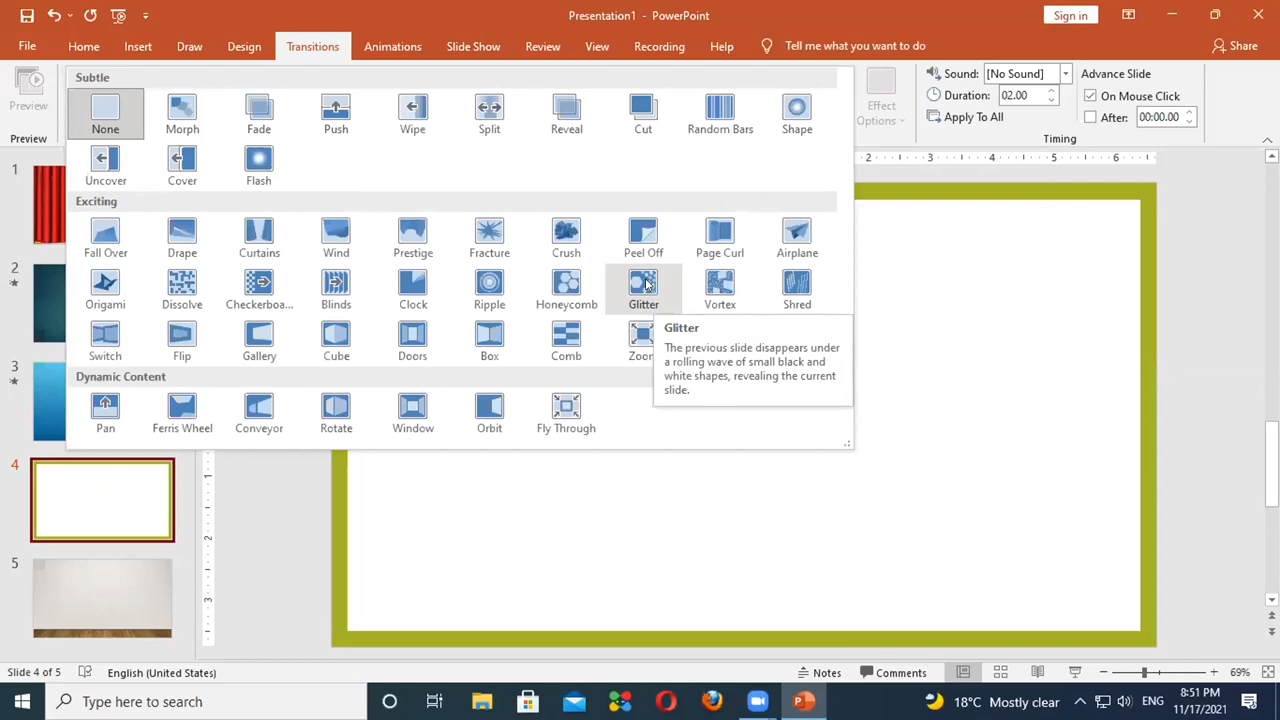 Presentation1 - PowerPoint
Sign in
File Home Insert Draw Design Transitions Animations Slide Show Review View Recording Help Tell me what you want to do Share
Preview
Preview
Subtle
None Morph Fade Push Wipe Split Reveal Cut Random Bars Shape
Uncover Cover Flash
Exciting
Fall Over Drape Curtains Wind Prestige Fracture Crush Peel Off Page Curl Airplane
Origami Dissolve Checkerboa... Blinds Clock Ripple Honeycomb Glitter Vortex Shred
Switch Flip Gallery Cube Doors Box Comb Zoom
Dynamic Content
Pan Ferris Wheel Conveyor Rotate Window Orbit Fly Through
Glitter
The previous slide disappears under
a rolling wave of small black and
white shapes, revealing the current
slide.
Effect
Options
Sound: [No Sound]
Duration: 02.00
Apply To All
Advance Slide
On Mouse Click
After: 00:00.00
Timing
2 3 4 5 6
1
2
3
1
2
3
4
5
Slide 4 of 5 English (United States) Notes Comments 69%
Type here to search
18°C Mostly clear
ENG
8:51 PM
11/17/2021